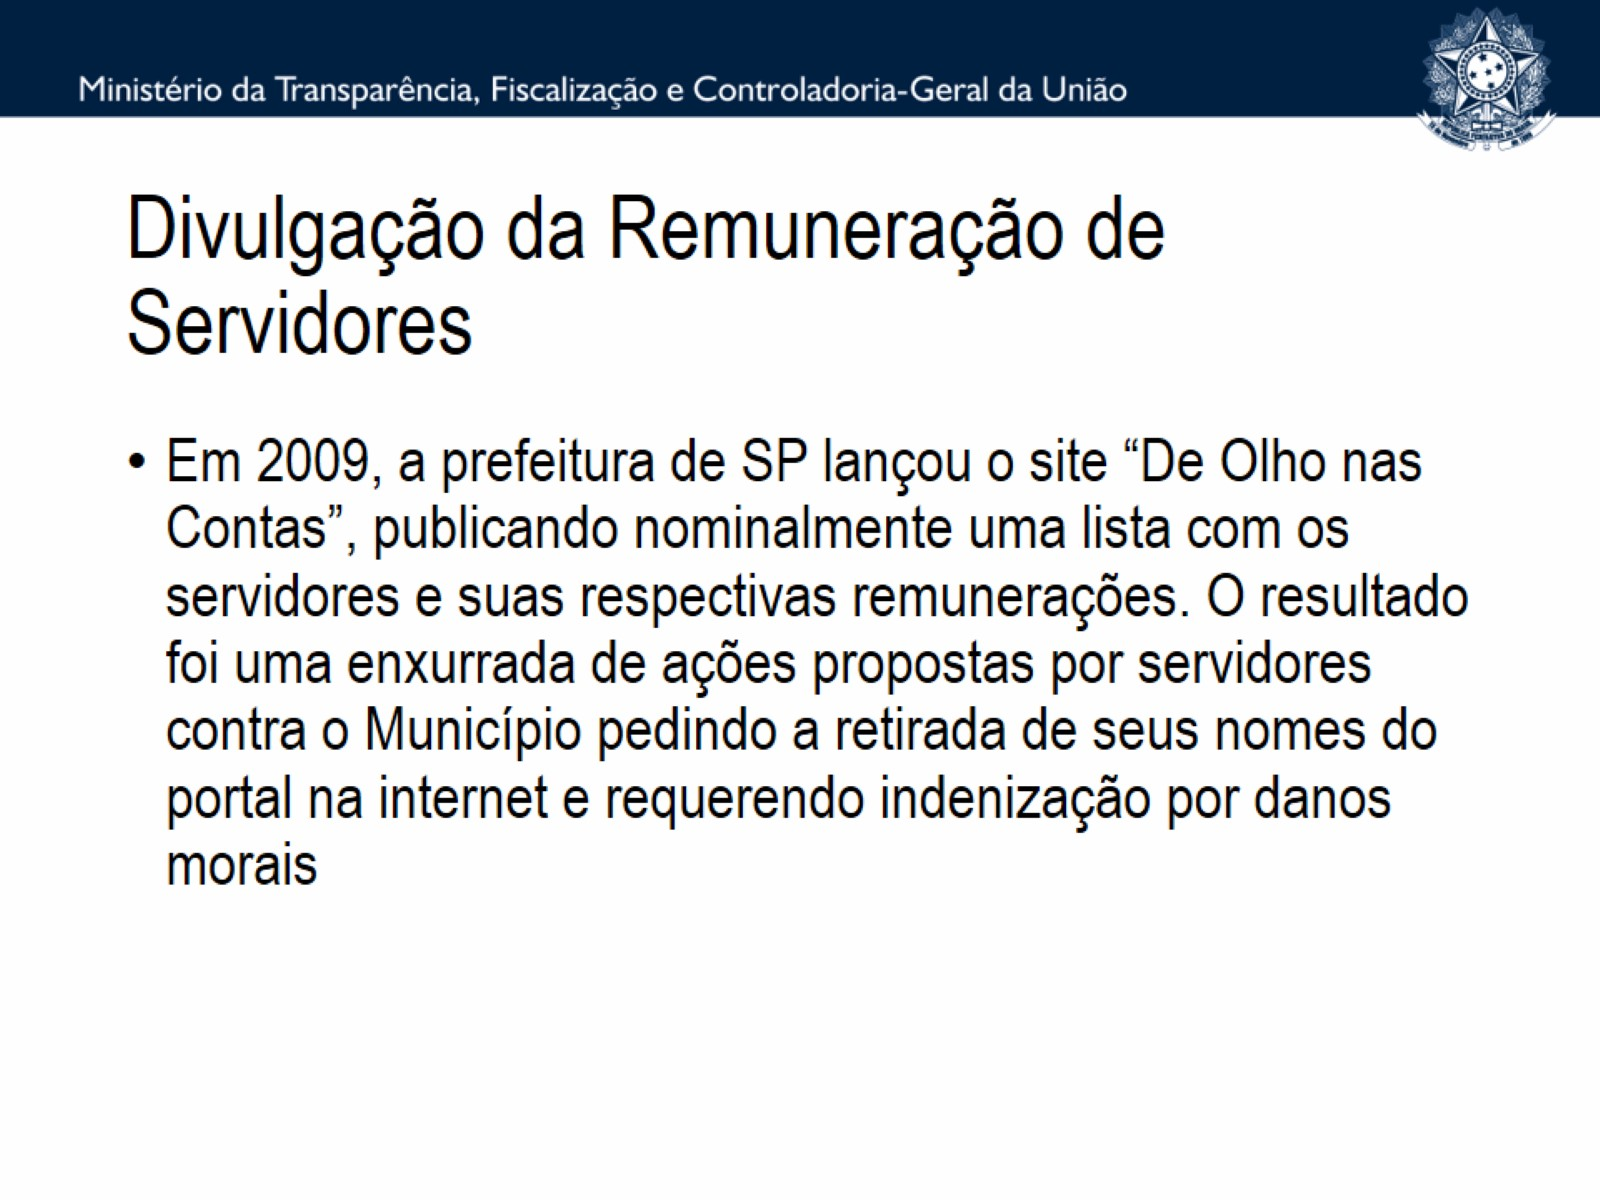 Ministério da Transparência, Fiscalização e Controladoria-Geral da União
Divulgação da Remuneração de
Servidores
• Em 2009, a prefeitura de SP lançou o site “De Olho nas
Contas”, publicando nominalmente uma lista com os
servidores e suas respectivas remunerações. O resultado
foi uma enxurrada de ações propostas por servidores
contra o Município pedindo a retirada de seus nomes do
portal na internet e requerendo indenização por danos
morais